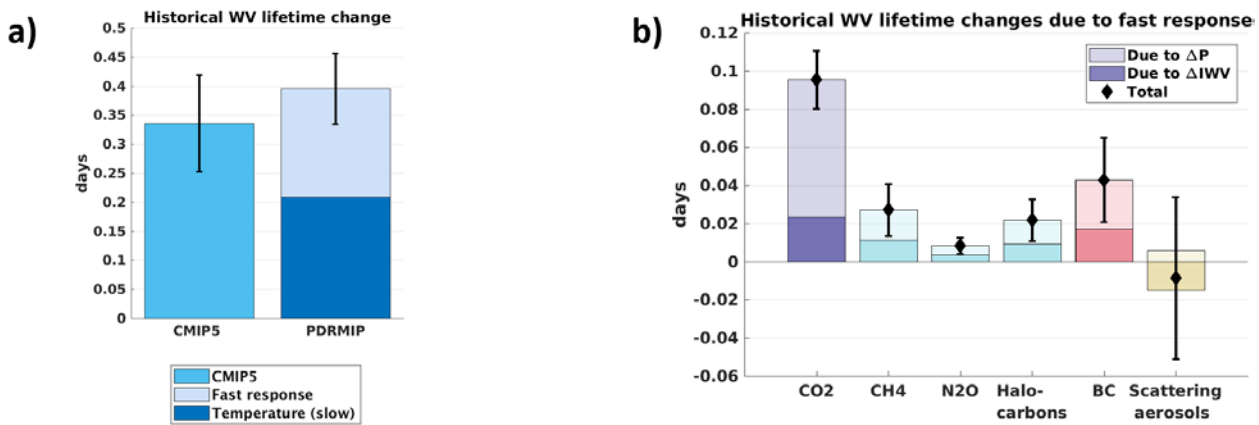 a)
Historical WV lifetime change
0.5
0.45
0.4
0.35
0.3
0.25
0.2
0.15
0.1
0.05
0
days
CMIP5
PDRMIP
CMIP5
Fast response
Temperature (slow)
b)
Historical WV lifetime changes due to fast response
0.12
0.1
0.08
0.06
0.04
0.02
0
-0.02
-0.04
-0.06
days
Due to ΔP
Due to ΔIWV
Total
CO2 CH4 N2O Halo- BC Scattering
carbons aerosols